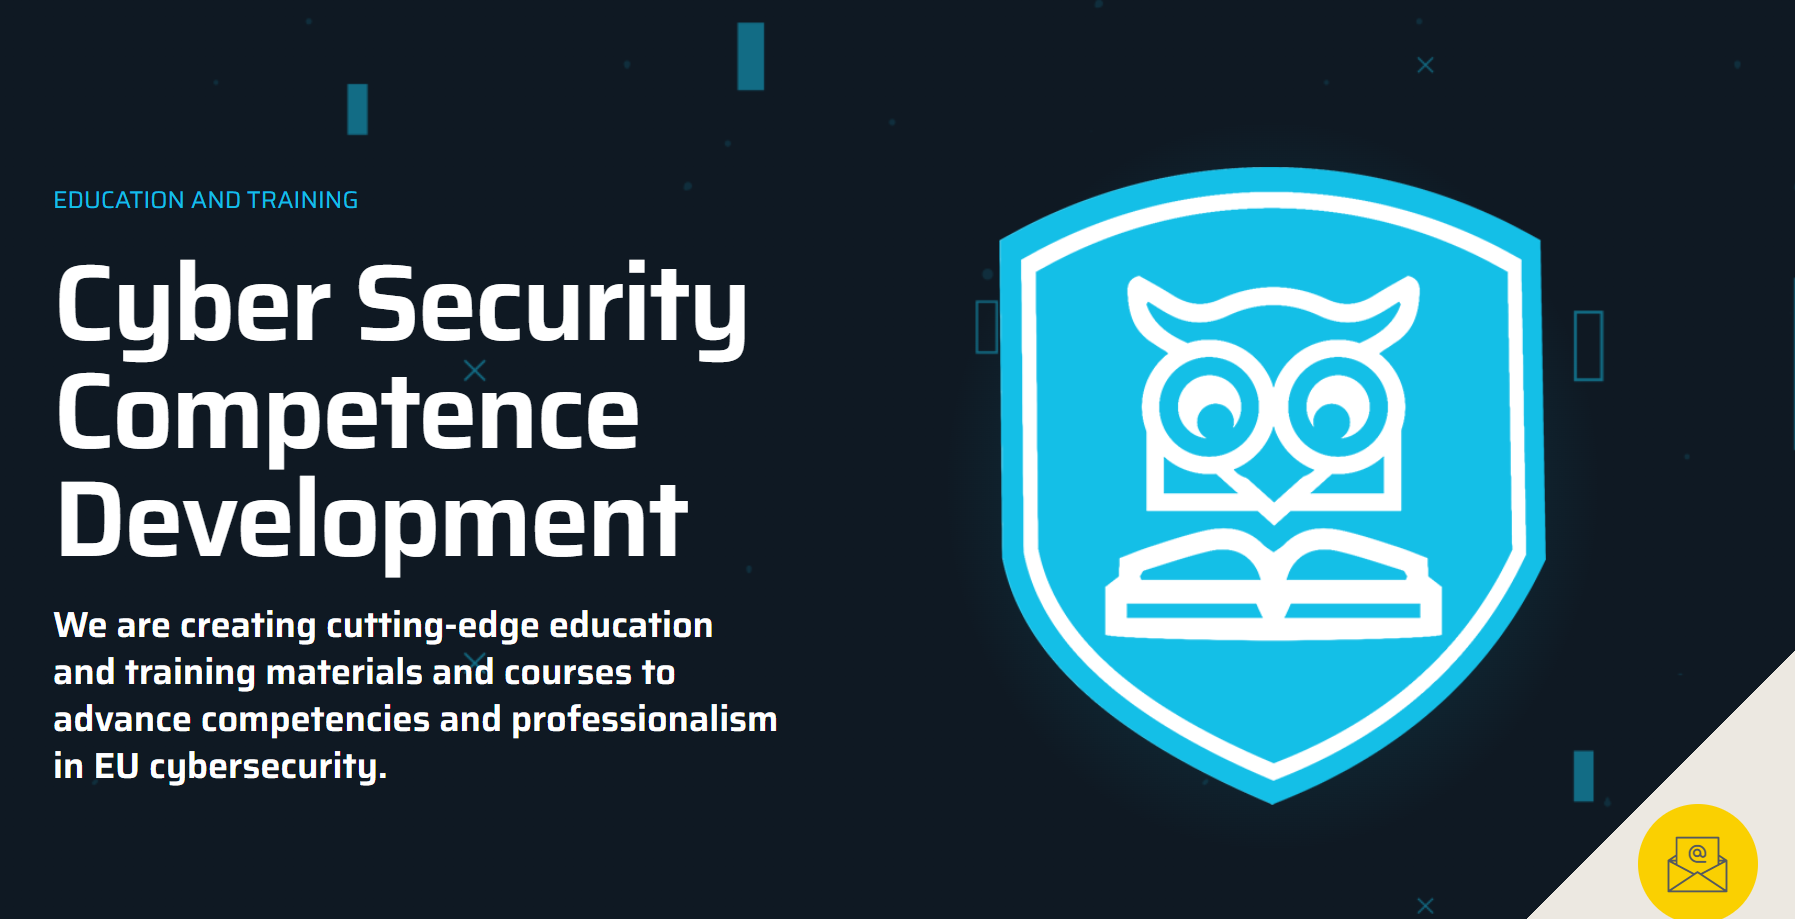 EDUCATION AND TRAINING
Cyber Security
Competence
Development
We are creating cutting-edge education
and training materials and courses to
advance competencies and professionalism
in EU cybersecurity.
@